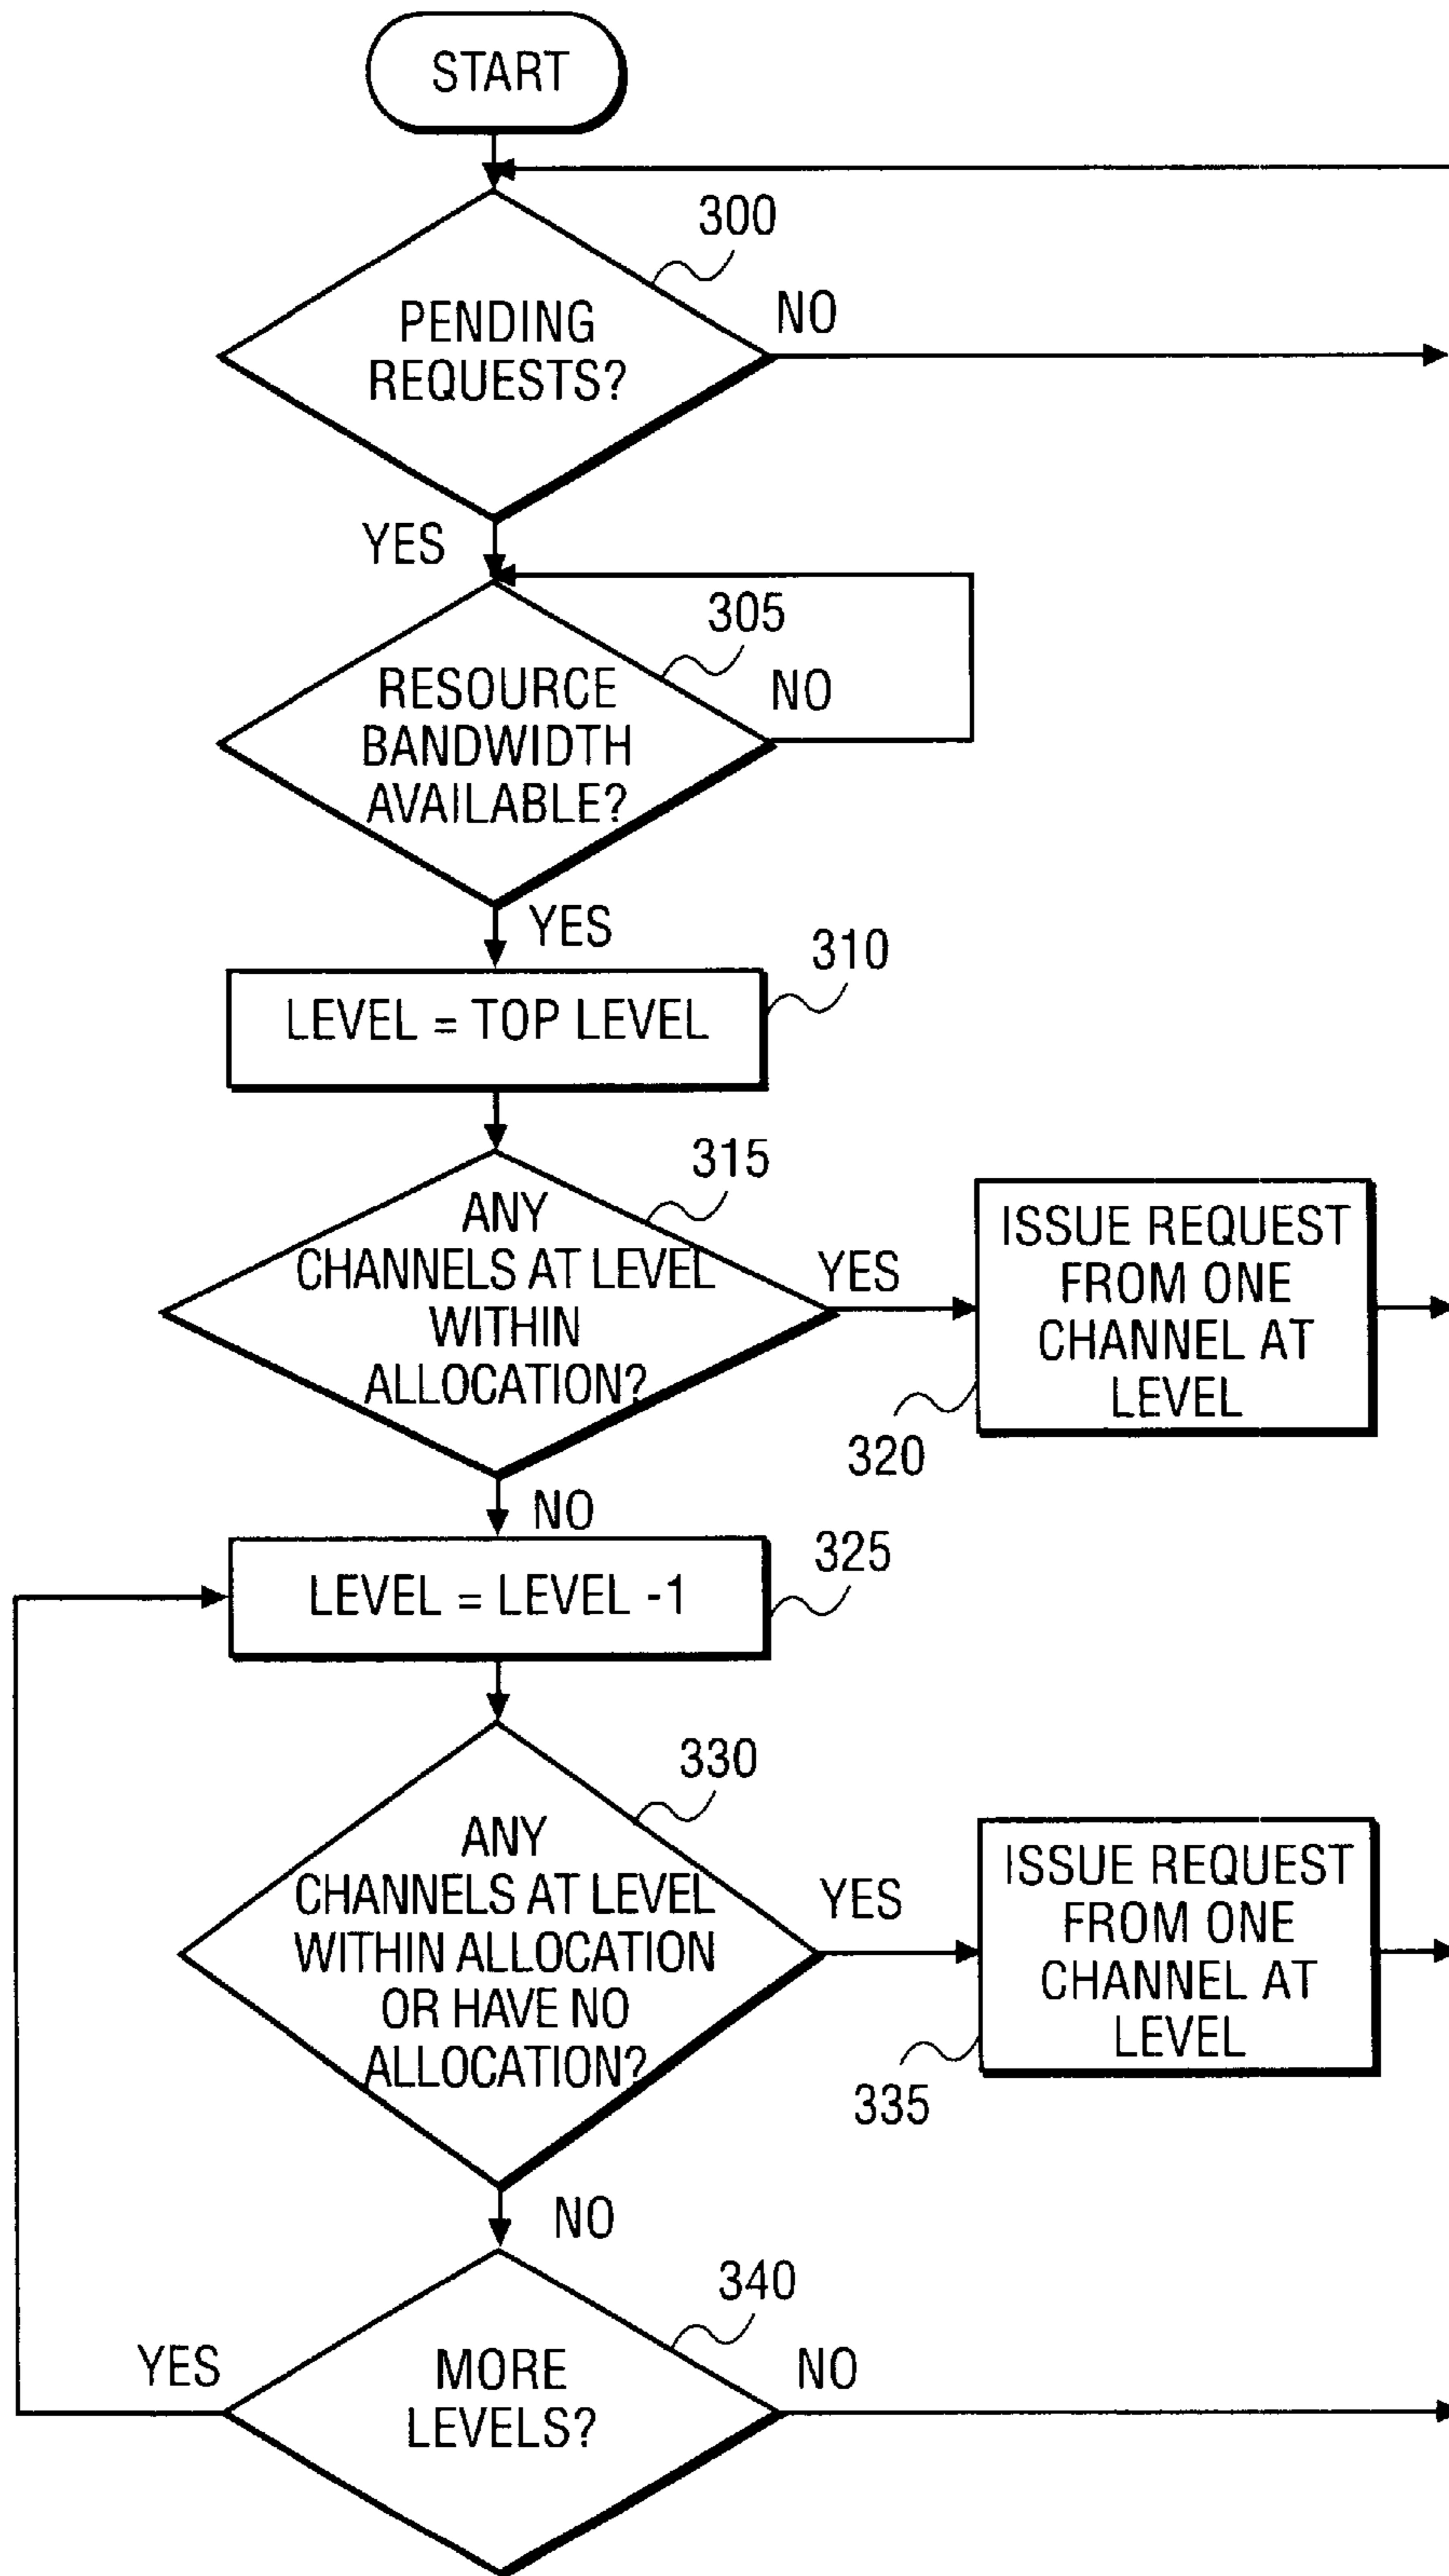 START
300
PENDING
REQUESTS?
NO
YES
305
RESOURCE
BANDWIDTH
AVAILABLE?
NO
YES
310
LEVEL = TOP LEVEL
315
ANY
CHANNELS AT LEVEL
WITHIN
ALLOCATION?
YES
ISSUE REQUEST
FROM ONE
CHANNEL AT
LEVEL
320
NO
325
LEVEL = LEVEL -1
330
ANY
CHANNELS AT LEVEL
WITHIN ALLOCATION
OR HAVE NO
ALLOCATION?
YES
ISSUE REQUEST
FROM ONE
CHANNEL AT
LEVEL
335
NO
340
YES
MORE
LEVELS?
NO